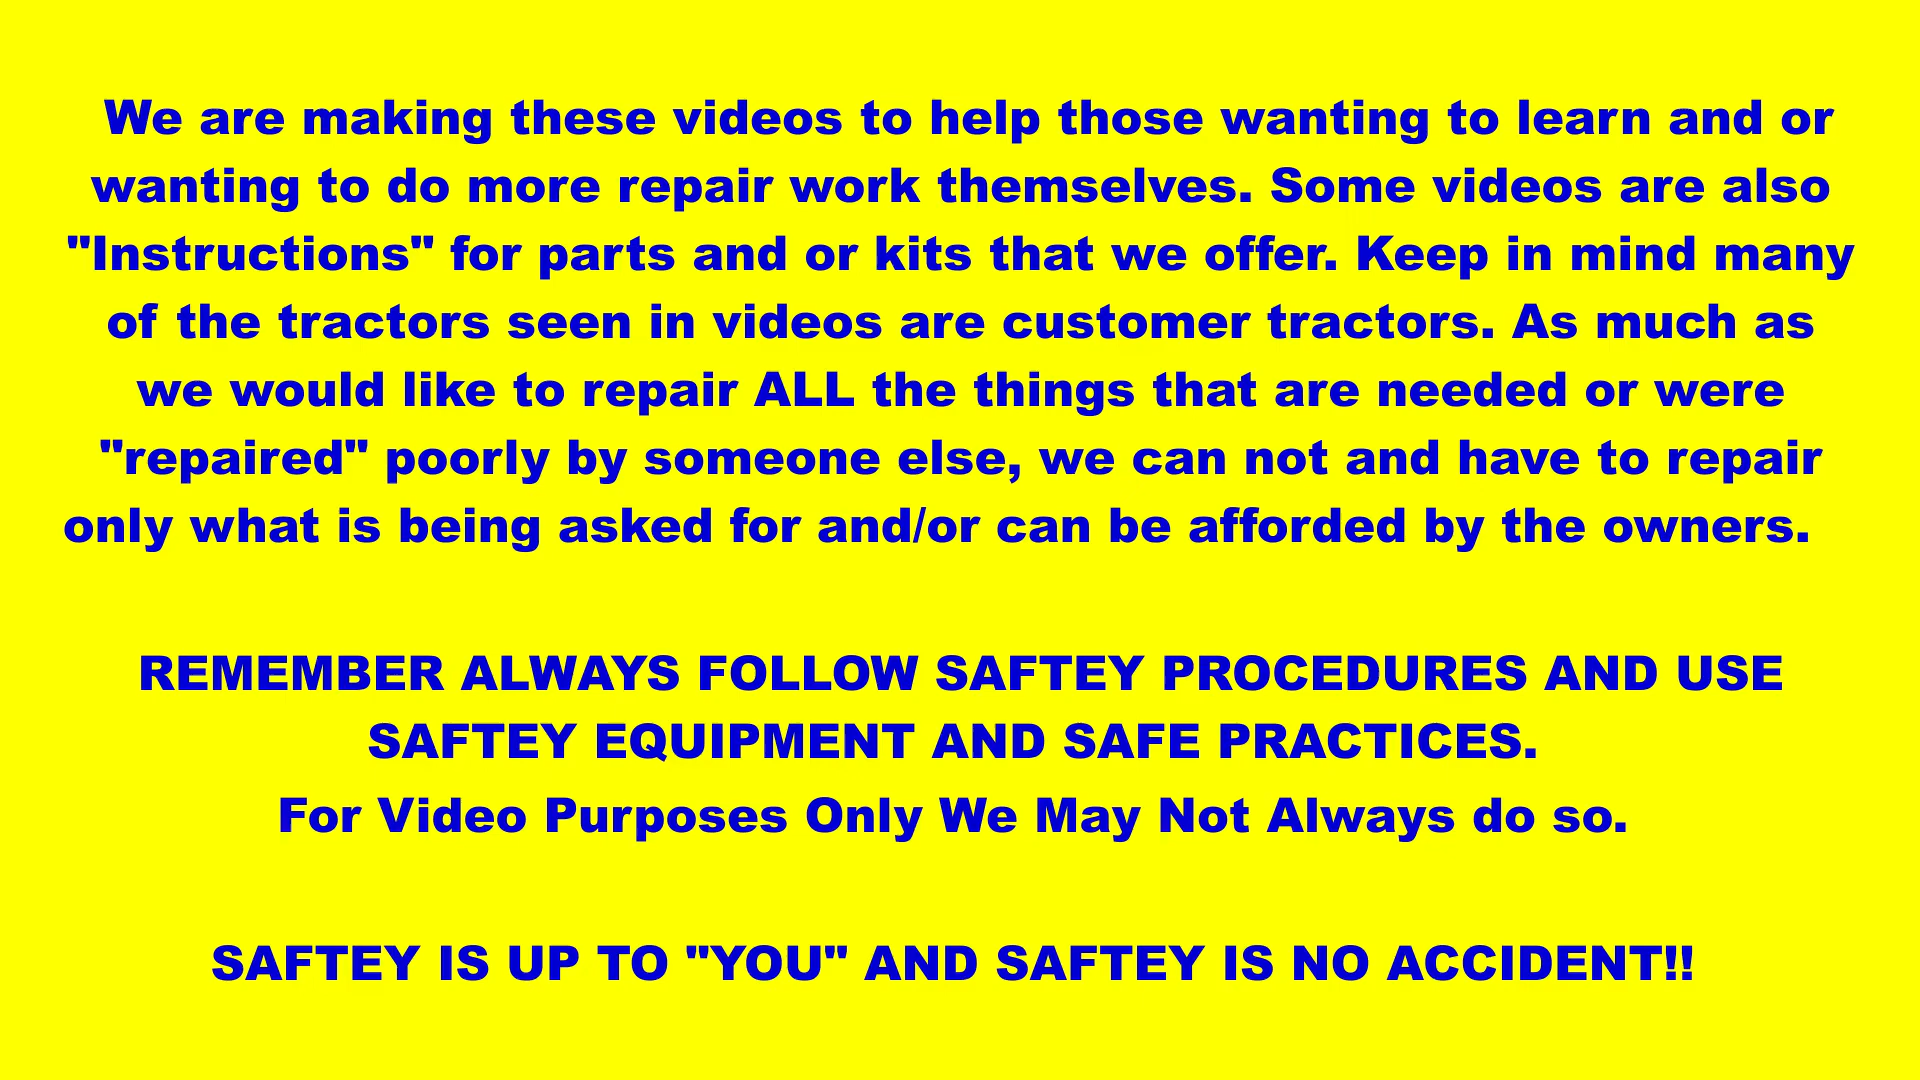 We are making these videos to help those wanting to learn and or
wanting to do more repair work themselves. Some videos are also
"Instructions" for parts and or kits that we offer. Keep in mind many
of the tractors seen in videos are customer tractors. As much as
we would like to repair ALL the things that are needed or were
"repaired" poorly by someone else, we can not and have to repair
only what is being asked for and/or can be afforded by the owners.
REMEMBER ALWAYS FOLLOW SAFTEY PROCEDURES AND USE
SAFTEY EQUIPMENT AND SAFE PRACTICES.
For Video Purposes Only We May Not Always do so.
SAFTEY IS UP TO "YOU" AND SAFTEY IS NO ACCIDENT!!